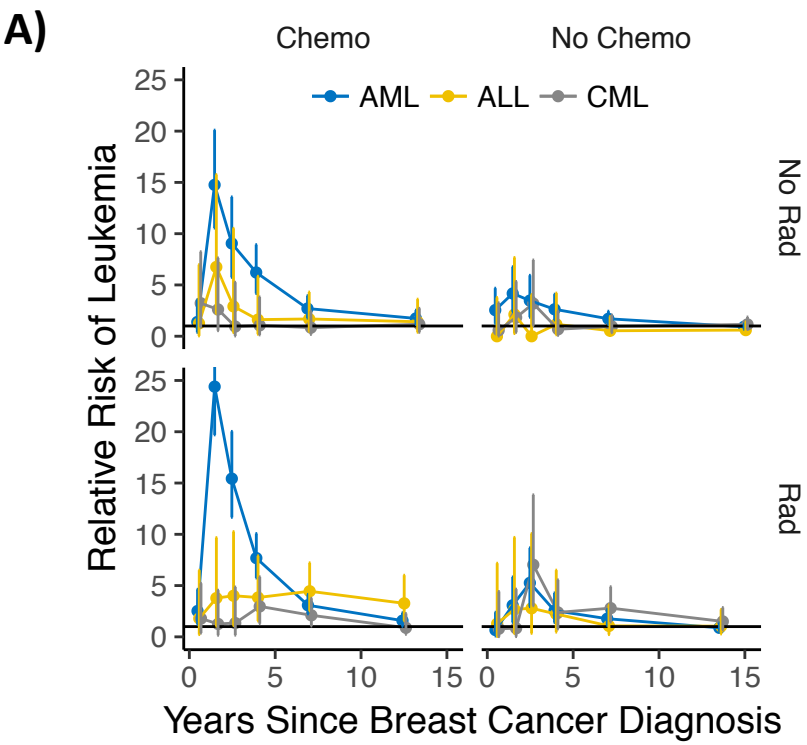 A)
Chemo No Chemo
AML ALL CML
Relative Risk of Leukemia
25
20
15
10
5
0
No Rad
25
20
15
10
5
0
Rad
0 5 10 15 0 5 10 15
Years Since Breast Cancer Diagnosis